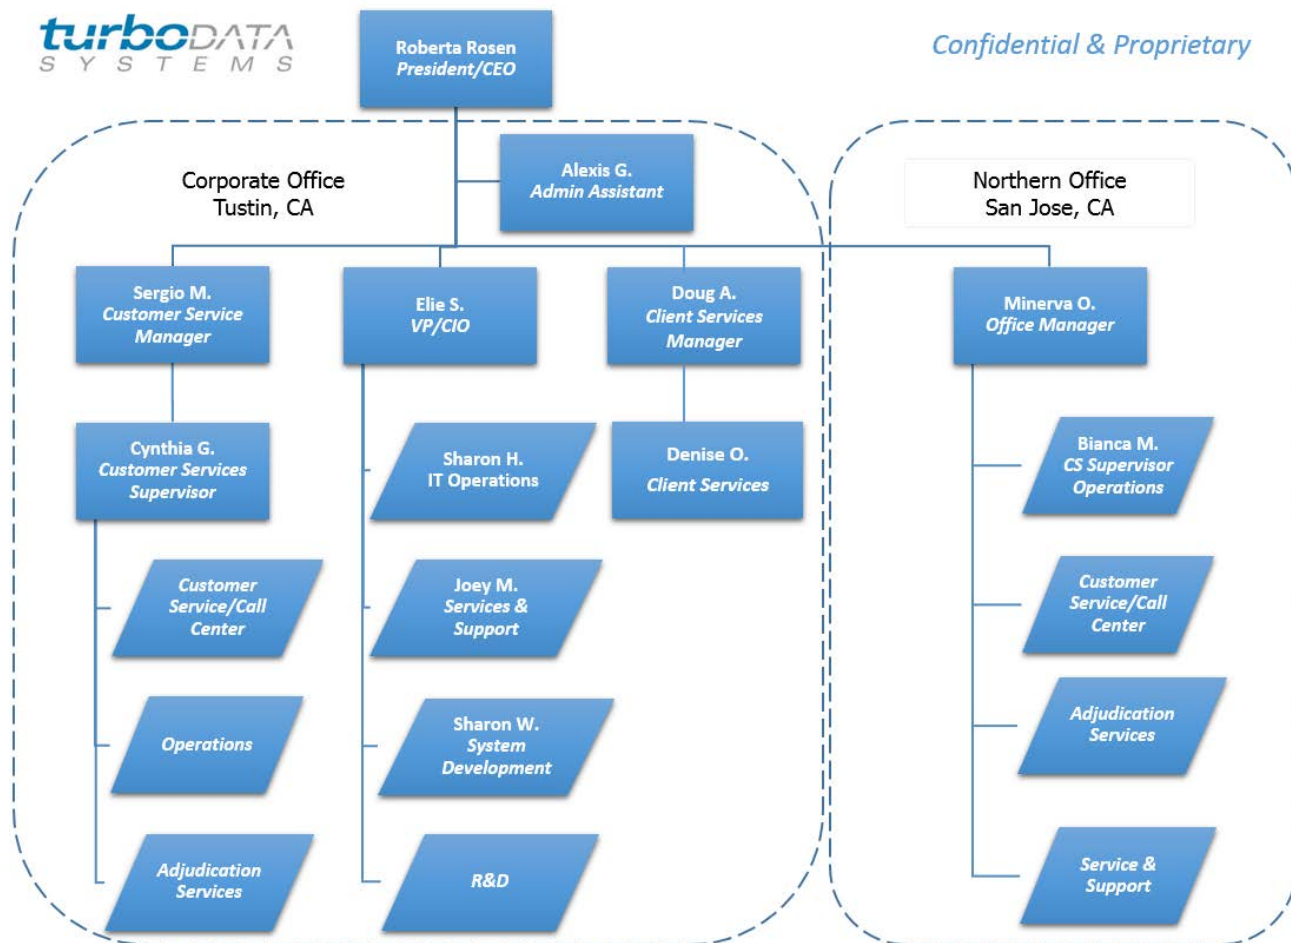 turboDATA
SYSTEMS
Roberta Rosen
President/CEO
Confidential & Proprietary
Corporate Office
Tustin, CA
Alexis G.
Admin Assistant
Northern Office
San Jose, CA
Sergio M.
Customer Service
Manager
Elie S.
VP/CIO
Doug A.
Client Services
Manager
Minerva O.
Office Manager
Cynthia G.
Customer Services
Supervisor
Sharon H.
IT Operations
Denise O.
Client Services
Bianca M.
CS Supervisor
Operations
Customer
Service/Call
Center
Joey M.
Services &
Support
Customer
Service/Call
Center
Operations
Sharon W.
System
Development
Adjudication
Services
Adjudication
Services
R&D
Service &
Support